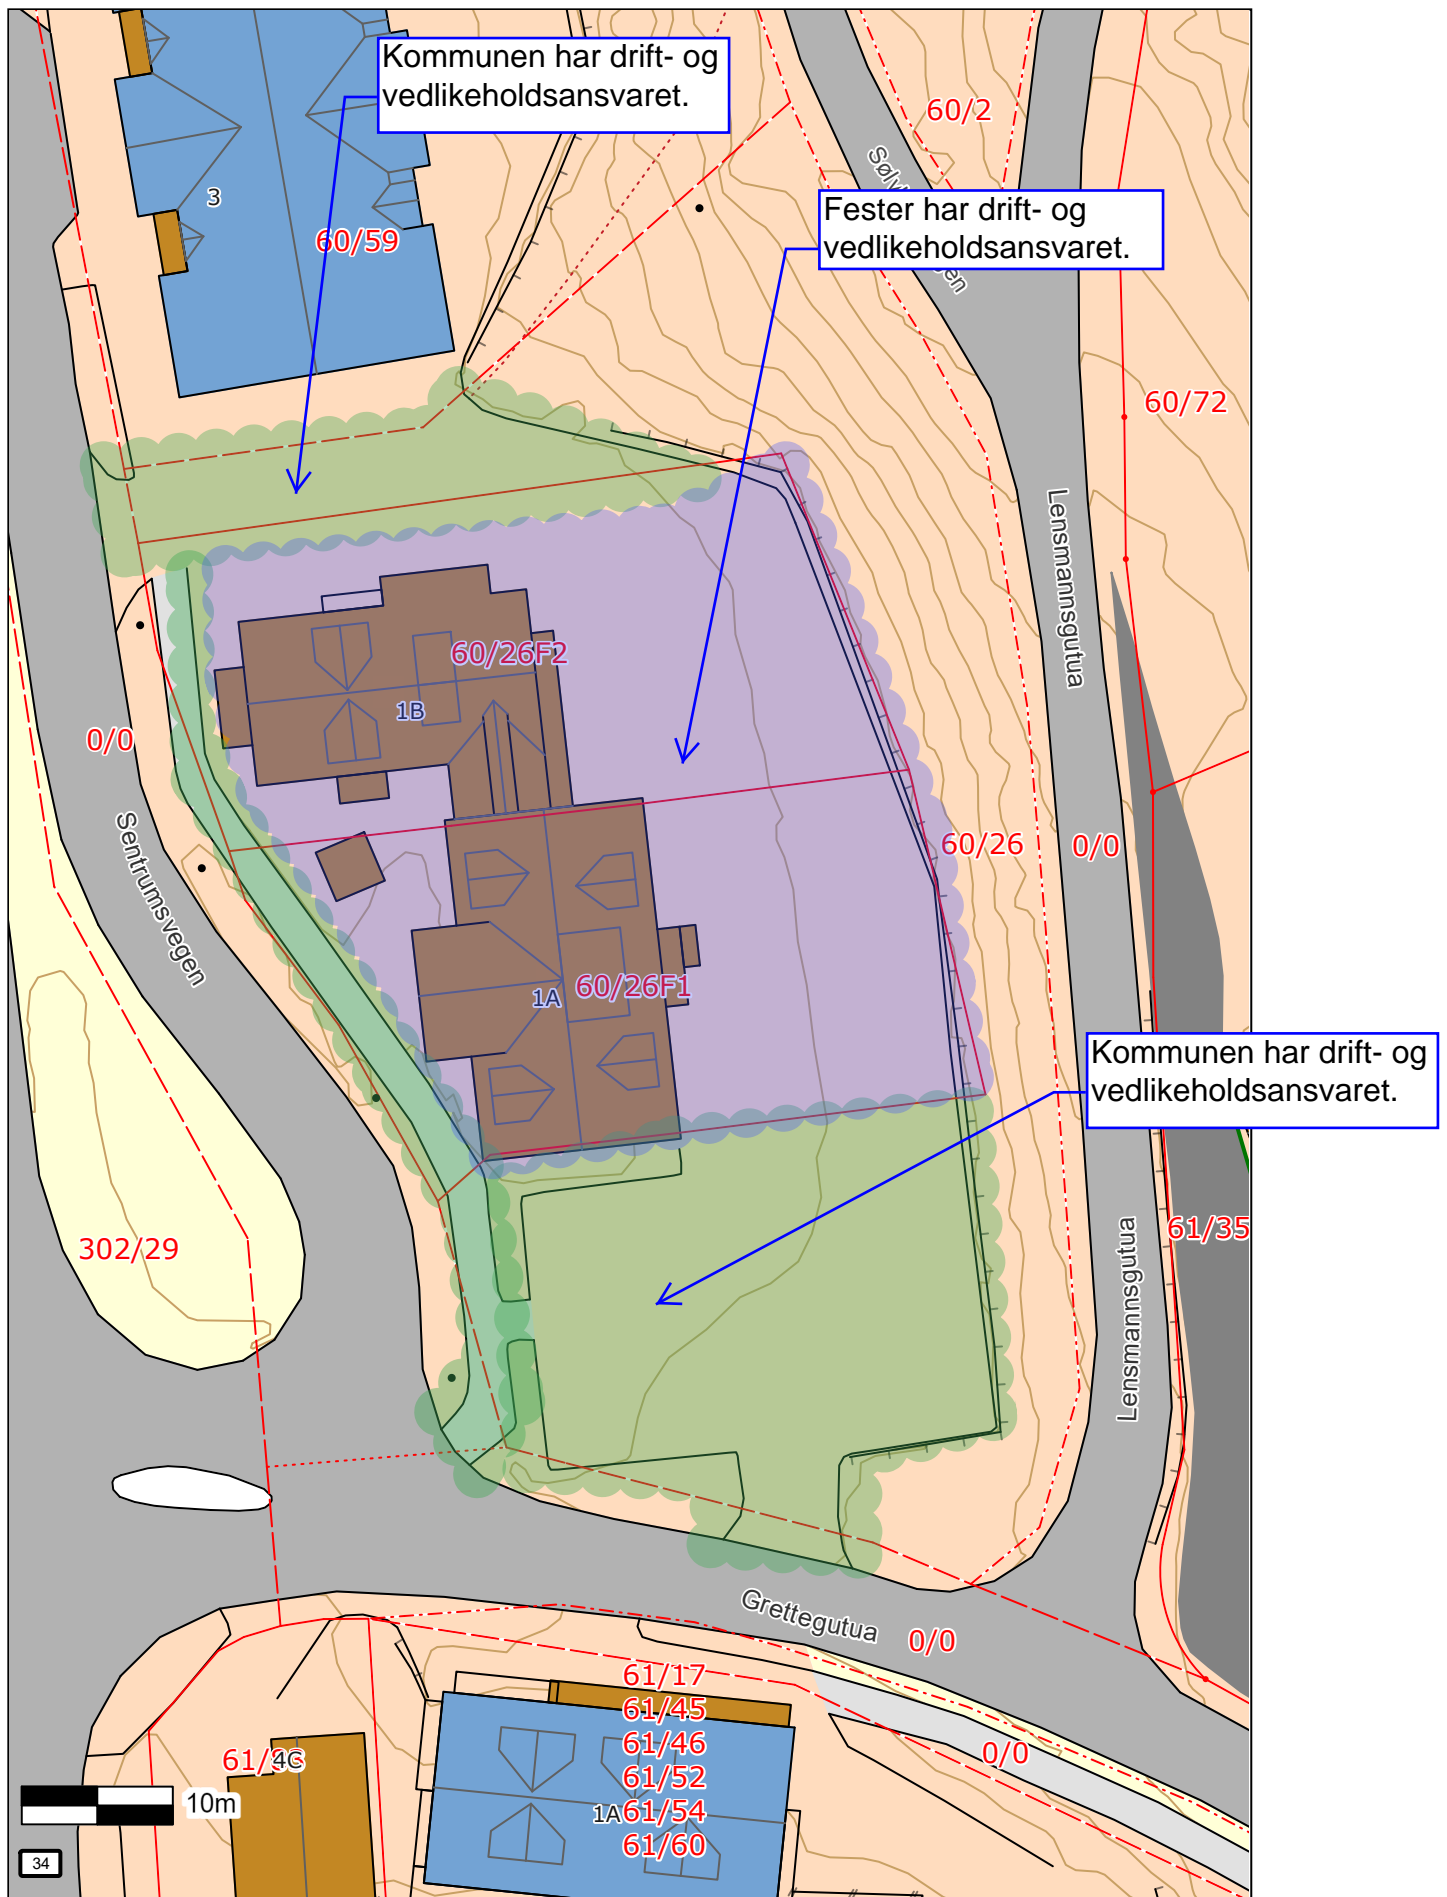 Kommunen har drift- og
vedlikeholdsansvaret.
60/2
3
60/59
Fester har drift- og
vedlikeholdsansvaret.
60/72
Lensmannsgutua
60/26F2
1B
0/0
Sentrumsvegen
60/26
0/0
60/26F1
1A
Kommunen har drift- og
vedlikeholdsansvaret.
302/29
61/35
Lensmannsgutua
Grettegutua
0/0
61/17
61/45
61/46
61/52
1A 61/54
61/60
4C
0/0
10m
34